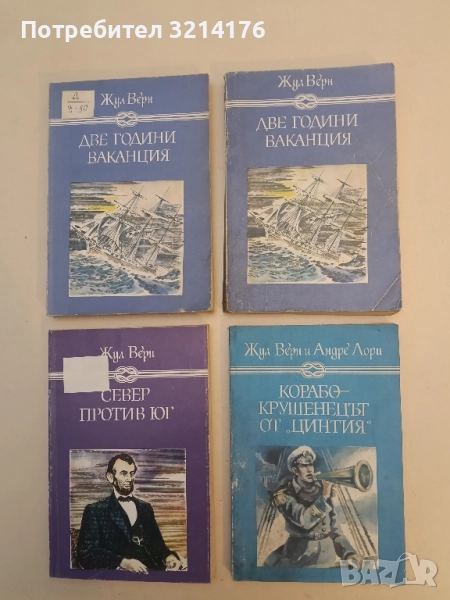 Потребител 3214176
Жул Верн
ДВЕ ГОДИНИ
ВАКАНЦИЯ
Жул Верн
ДВЕ ГОДИНИ
ВАКАНЦИЯ
Жул Верн
СЕВЕР
ПРОТИВ ЮГ
Жул Верн и Андре Лори
КОРАБО-
КРУШЕНЕЦЪТ
ОТ „ЦИНТИЯ“
BAZAR